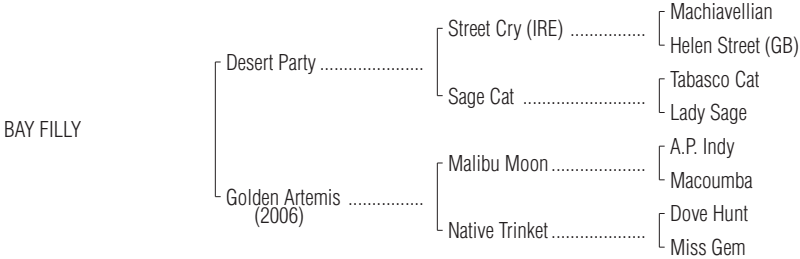 Machiavellian
Street Cry (IRE) ................
Helen Street (GB)
Desert Party ......................
Tabasco Cat
Sage Cat ..........................
Lady Sage
BAY FILLY
A.P. Indy
Malibu Moon ....................
Macoumba
Golden Artemis ................
(2006)
Dove Hunt
Native Trinket ....................
Miss Gem